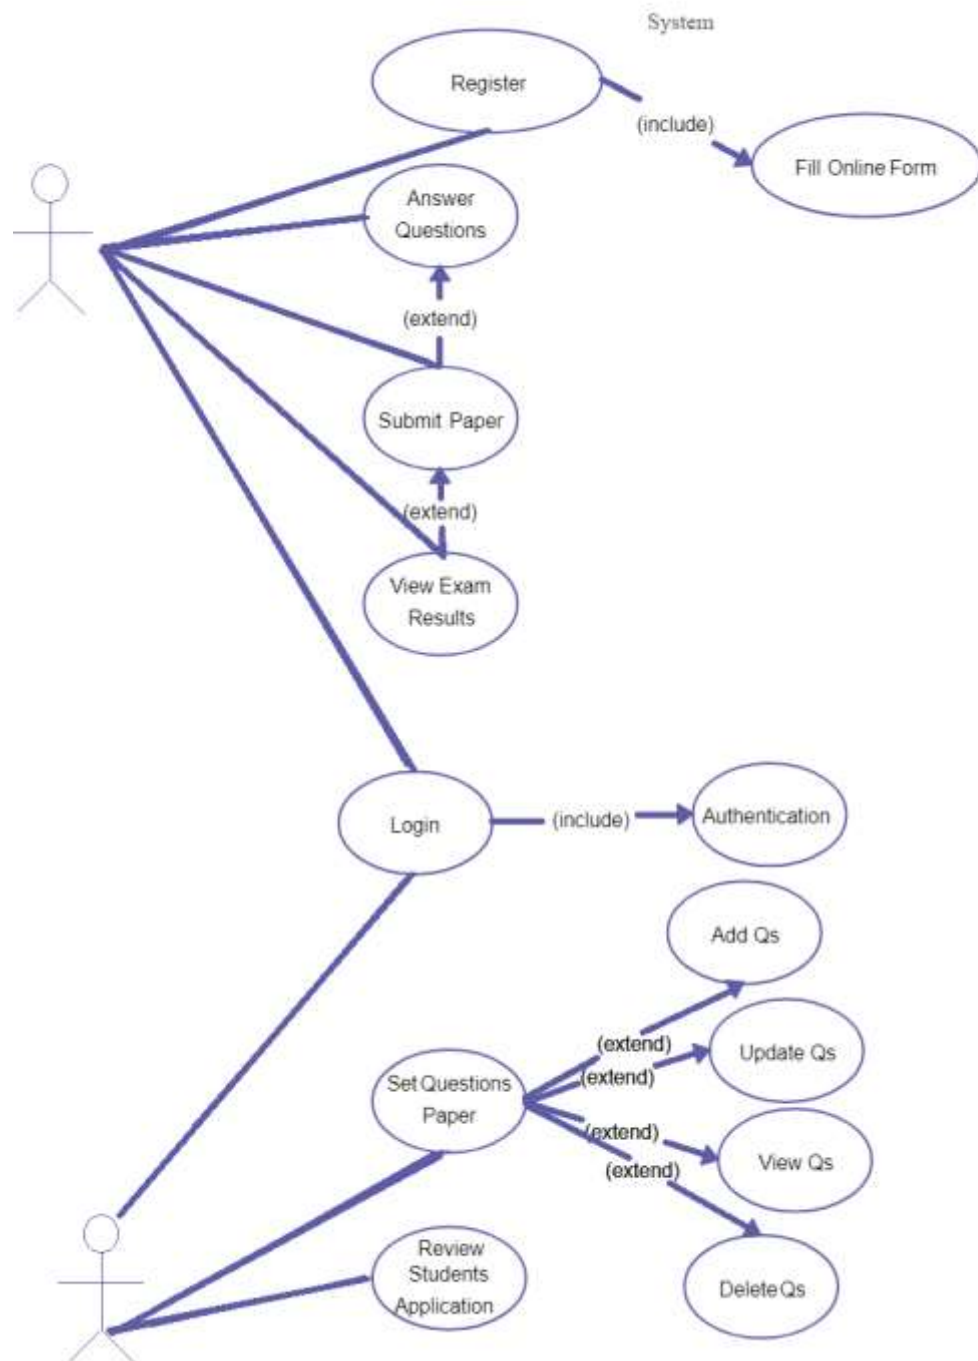 System
Register
(include)
Fill Online Form
Answer
Questions
(extend)
Submit Paper
(extend)
View Exam
Results
Login
(include)
Authentication
Add Qs
(extend)
Update Qs
(extend)
Set Questions
Paper
(extend)
View Qs
(extend)
Review
Students
Application
Delete Qs